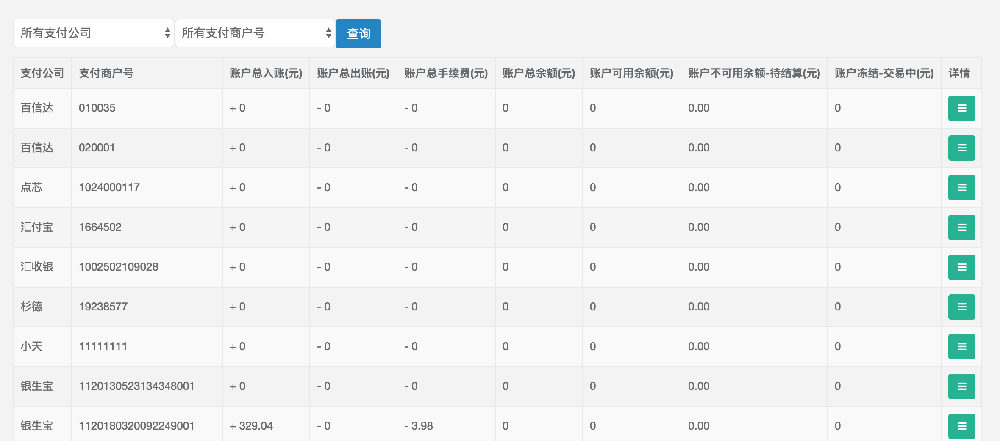 所有支付公司 所有支付商户号 查询
支付公司 支付商户号 账户总入账(元) 账户总出账(元) 账户总手续费(元) 账户总余额(元) 账户可用余额(元) 账户不可用余额-待结算(元) 账户冻结-交易中(元) 详情
百信达 010035 + 0 - 0 - 0 0 0 0.00 0
百信达 020001 + 0 - 0 - 0 0 0 0.00 0
点芯 1024000117 + 0 - 0 - 0 0 0 0.00 0
汇付宝 1664502 + 0 - 0 - 0 0 0 0.00 0
汇收银 1002502109028 + 0 - 0 - 0 0 0 0.00 0
杉德 19238577 + 0 - 0 - 0 0 0 0.00 0
小天 11111111 + 0 - 0 - 0 0 0 0.00 0
银生宝 1120130523134348001 + 0 - 0 - 0 0 0 0.00 0
银生宝 1120180320092249001 + 329.04 - 0 - 3.98 0 0 0.00 0